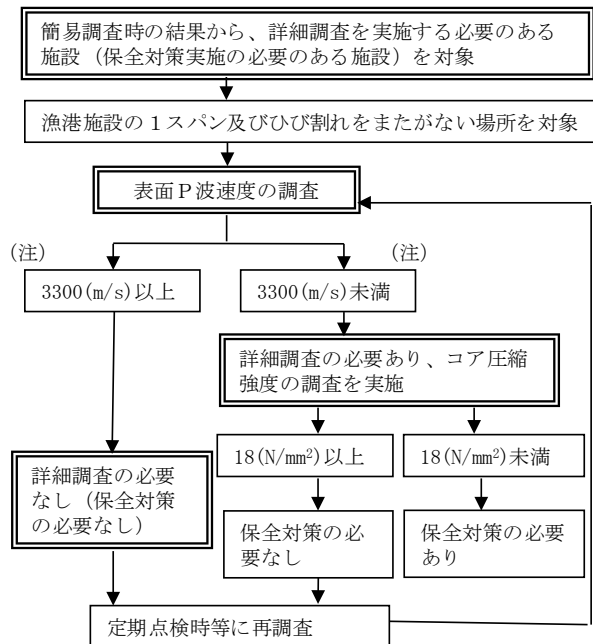 簡易調査時の結果から、詳細調査を実施する必要のある
施設（保全対策実施の必要のある施設）を対象
漁港施設の１スパン及びひび割れをまたがない場所を対象
表面Ｐ波速度の調査
（注）
（注）
3300(m/s)以上
3300(m/s)未満
詳細調査の必要あり、コア圧縮
強度の調査を実施
18(N/mm²)以上
18(N/mm²)未満
詳細調査の必要
なし（保全対策
の必要なし）
保全対策の必
要なし
保全対策の必要
あり
定期点検時等に再調査